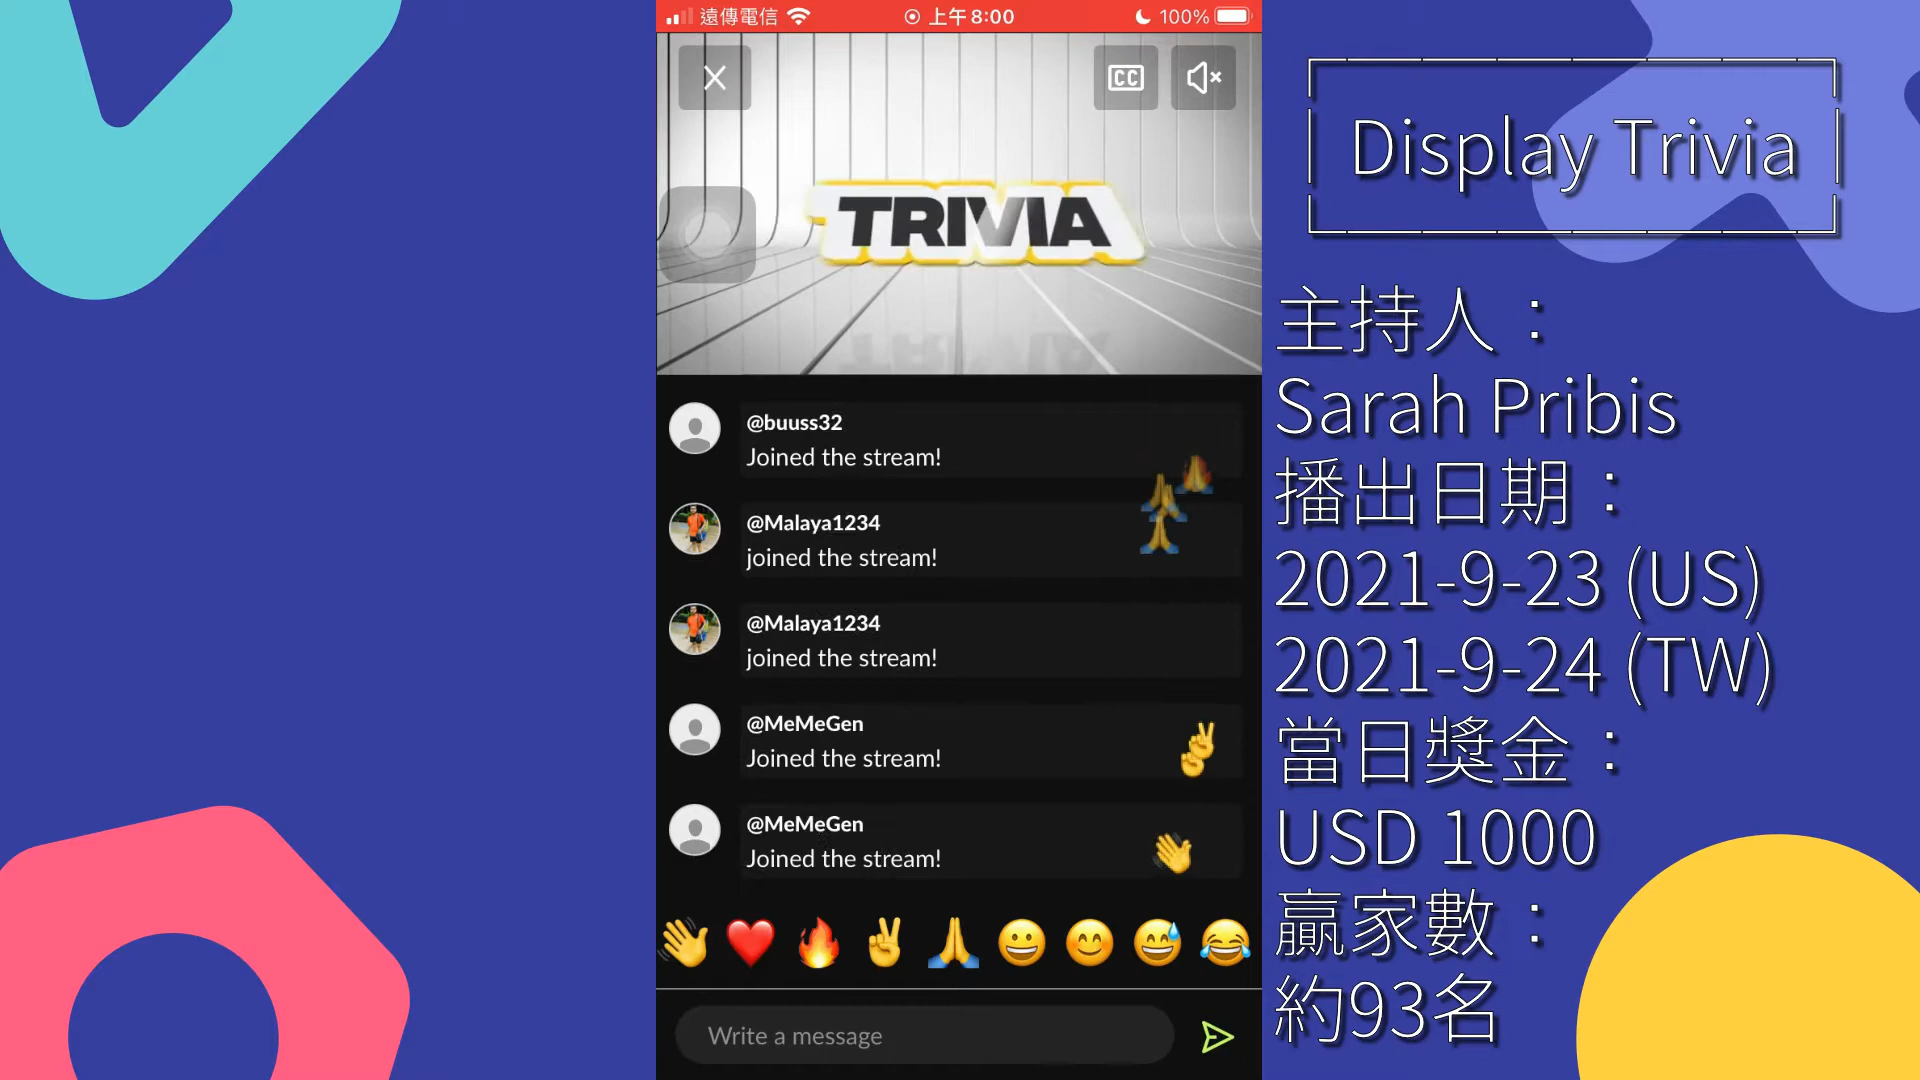 遠傳電信
上午8:00
100%
CC
TRIVIA
@buuss32
Joined the stream!
@Malaya1234
joined the stream!
@Malaya1234
joined the stream!
@MeMeGen
Joined the stream!
@MeMeGen
Joined the stream!
Write a message
Display Trivia
主持人：
Sarah Pribis
播出日期：
2021-9-23 (US)
2021-9-24 (TW)
當日獎金：
USD 1000
贏家數：
約93名